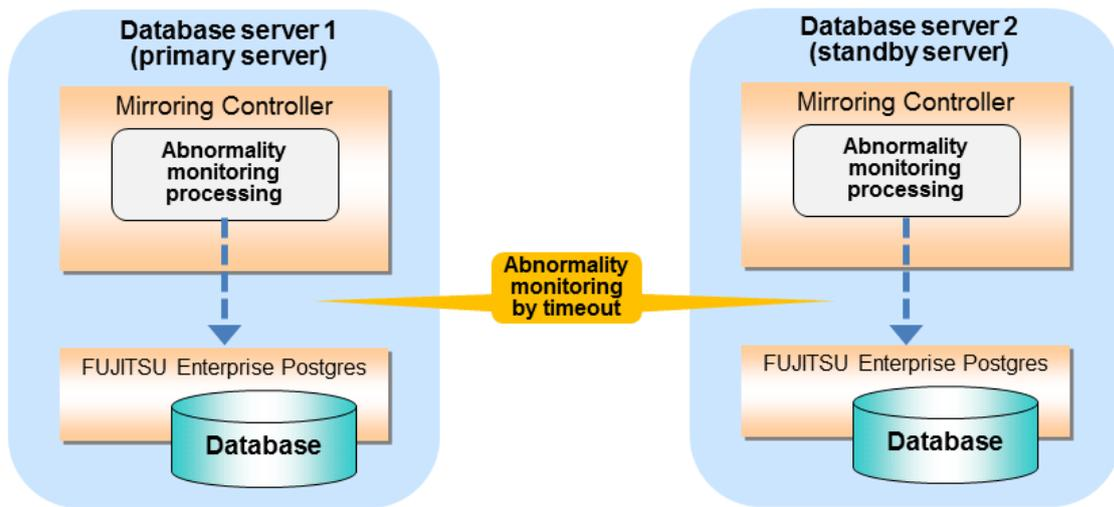 Database server 1
(primary server)
Mirroring Controller
Abnormality
monitoring
processing
FUJITSU Enterprise Postgres
Database
Abnormality
monitoring
by timeout
Database server 2
(standby server)
Mirroring Controller
Abnormality
monitoring
processing
FUJITSU Enterprise Postgres
Database